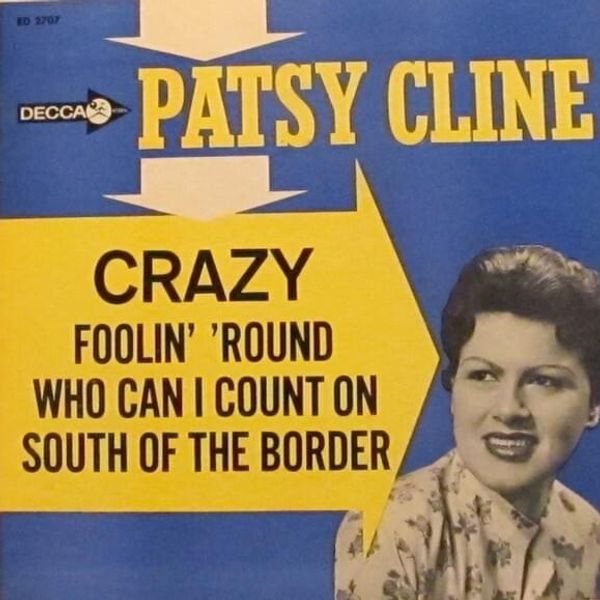 ED 2707
DECCA
PATSY CLINE
CRAZY
FOOLIN' 'ROUND
WHO CAN I COUNT ON
SOUTH OF THE BORDER